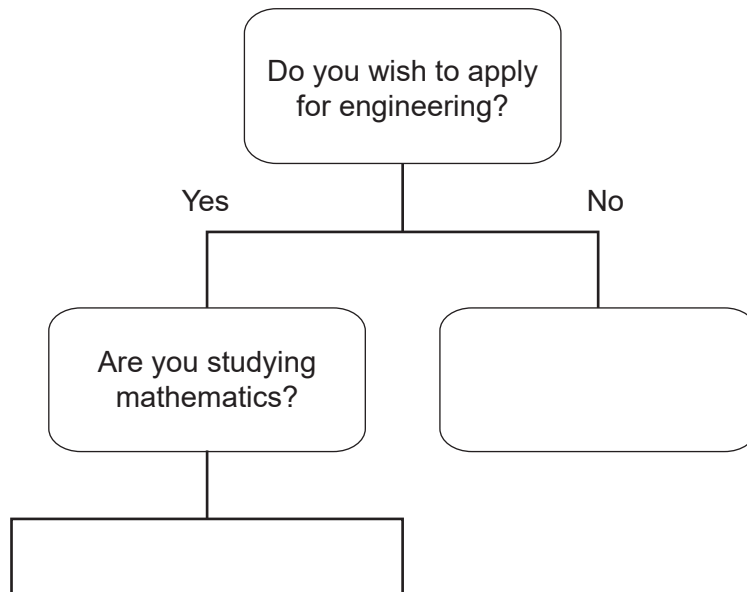 Do you wish to apply
for engineering?
Yes
No
Are you studying
mathematics?